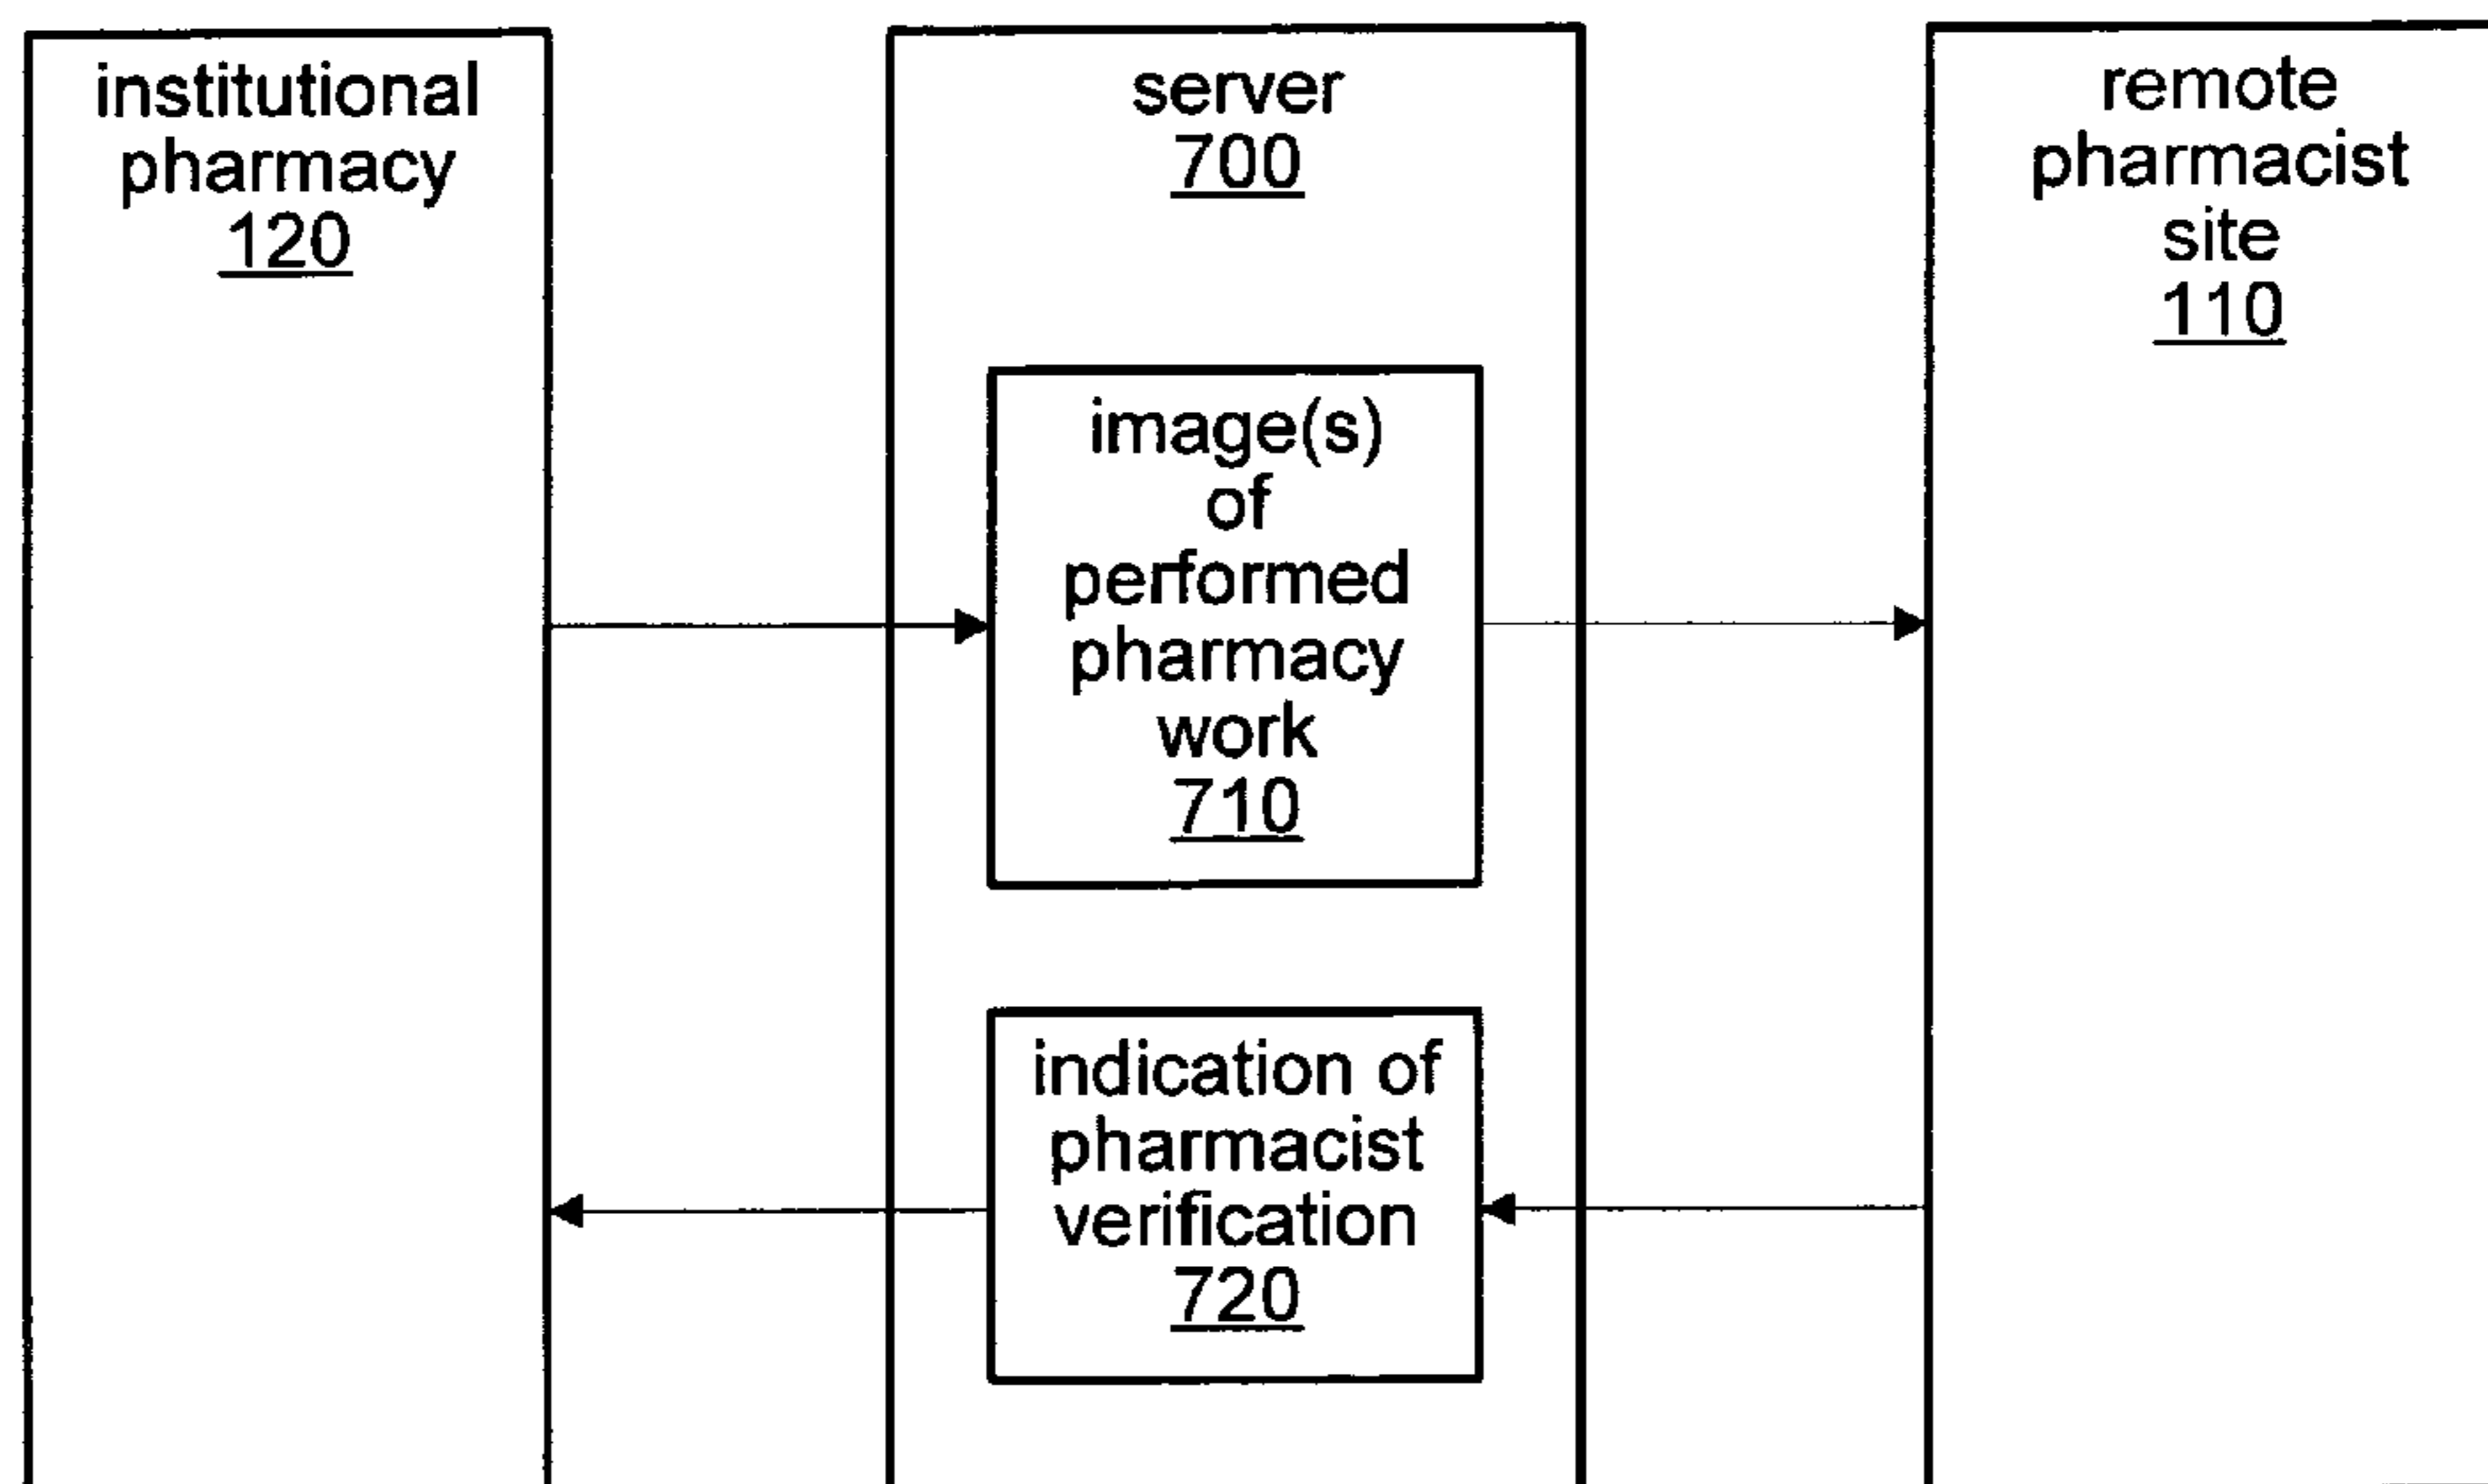 institutional
pharmacy
120
server
700
remote
pharmacist
site
110
image(s)
of
performed
pharmacy
work
710
indication of
pharmacist
verification
720